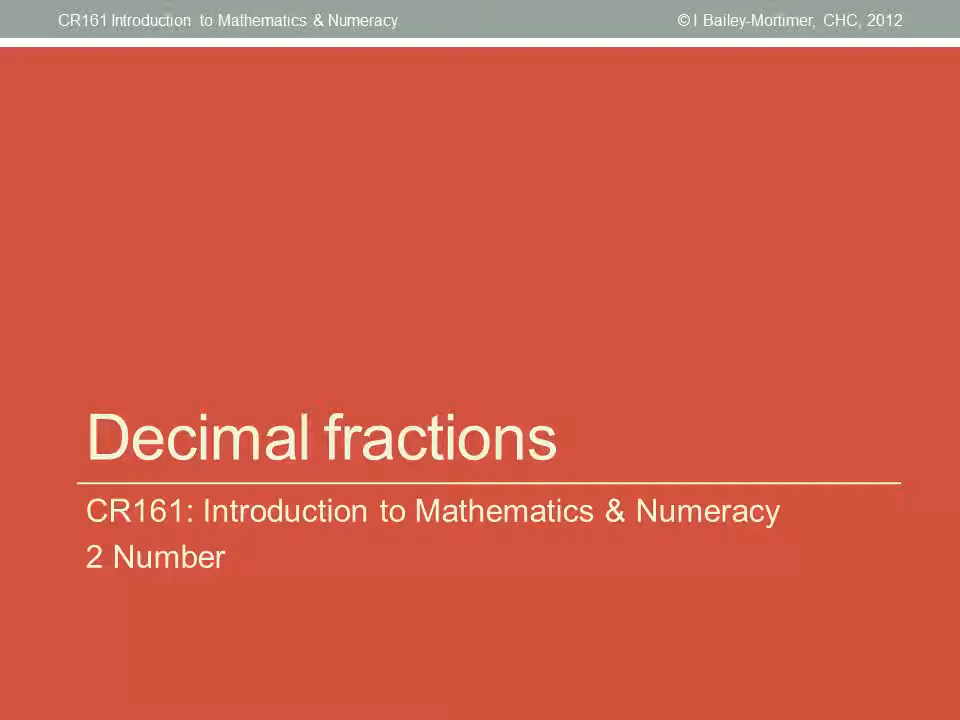 CR161 Introduction to Mathematics & Numeracy © I Bailey-Mortimer, CHC, 2012
Decimal fractions
CR161: Introduction to Mathematics & Numeracy
2 Number